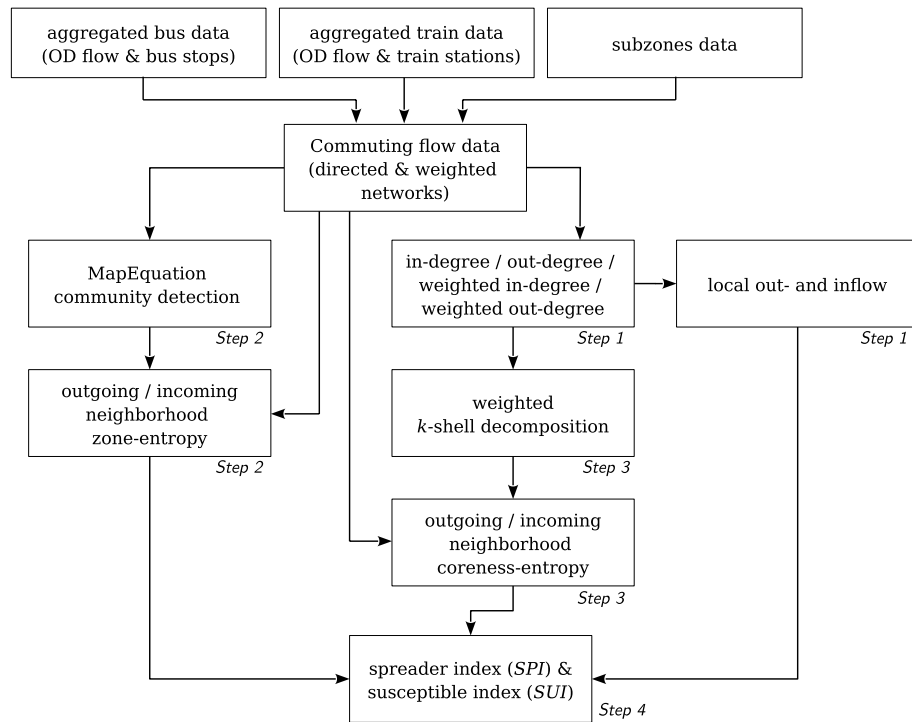 aggregated bus data
(OD flow & bus stops)
aggregated train data
(OD flow & train stations)
subzones data
Commuting flow data
(directed & weighted
networks)
MapEquation
community detection
Step 2
in-degree / out-degree /
weighted in-degree /
weighted out-degree
Step 1
local out- and inflow
Step 1
outgoing / incoming
neighborhood
zone-entropy
Step 2
weighted
k-shell decomposition
Step 3
outgoing / incoming
neighborhood
coreness-entropy
Step 3
spreader index (SPI) &
susceptible index (SUI)
Step 4